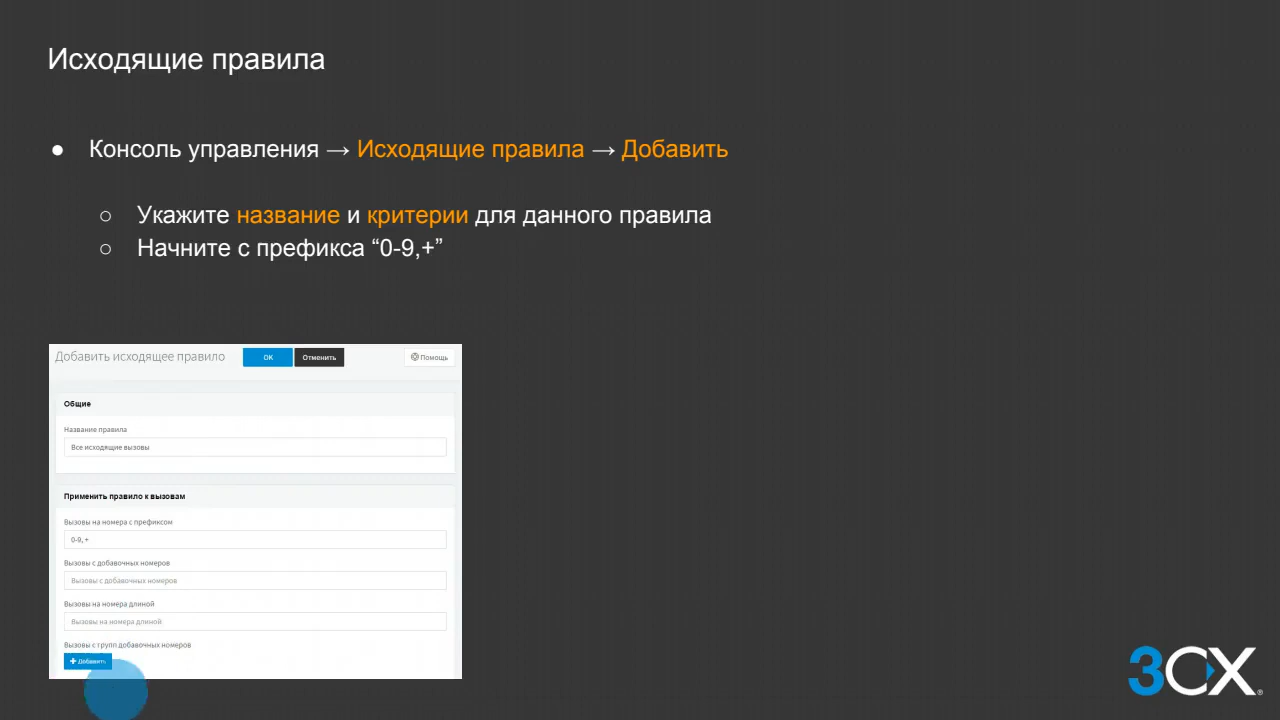 Исходящие правила
● Консоль управления → Исходящие правила → Добавить
○ Укажите название и критерии для данного правила
○ Начните с префикса “0-9,+”
Добавить исходящее правило OK Отменить Помощь
Общие
Название правила
Все исходящие вызовы
Применить правило к вызовам
Вызовы на номера с префиксом
0-9, +
Вызовы с добавочных номеров
Вызовы с добавочных номеров
Вызовы на номера длиной
Вызовы на номера длиной
Вызовы с групп добавочных номеров
+ Добавить
3CX®